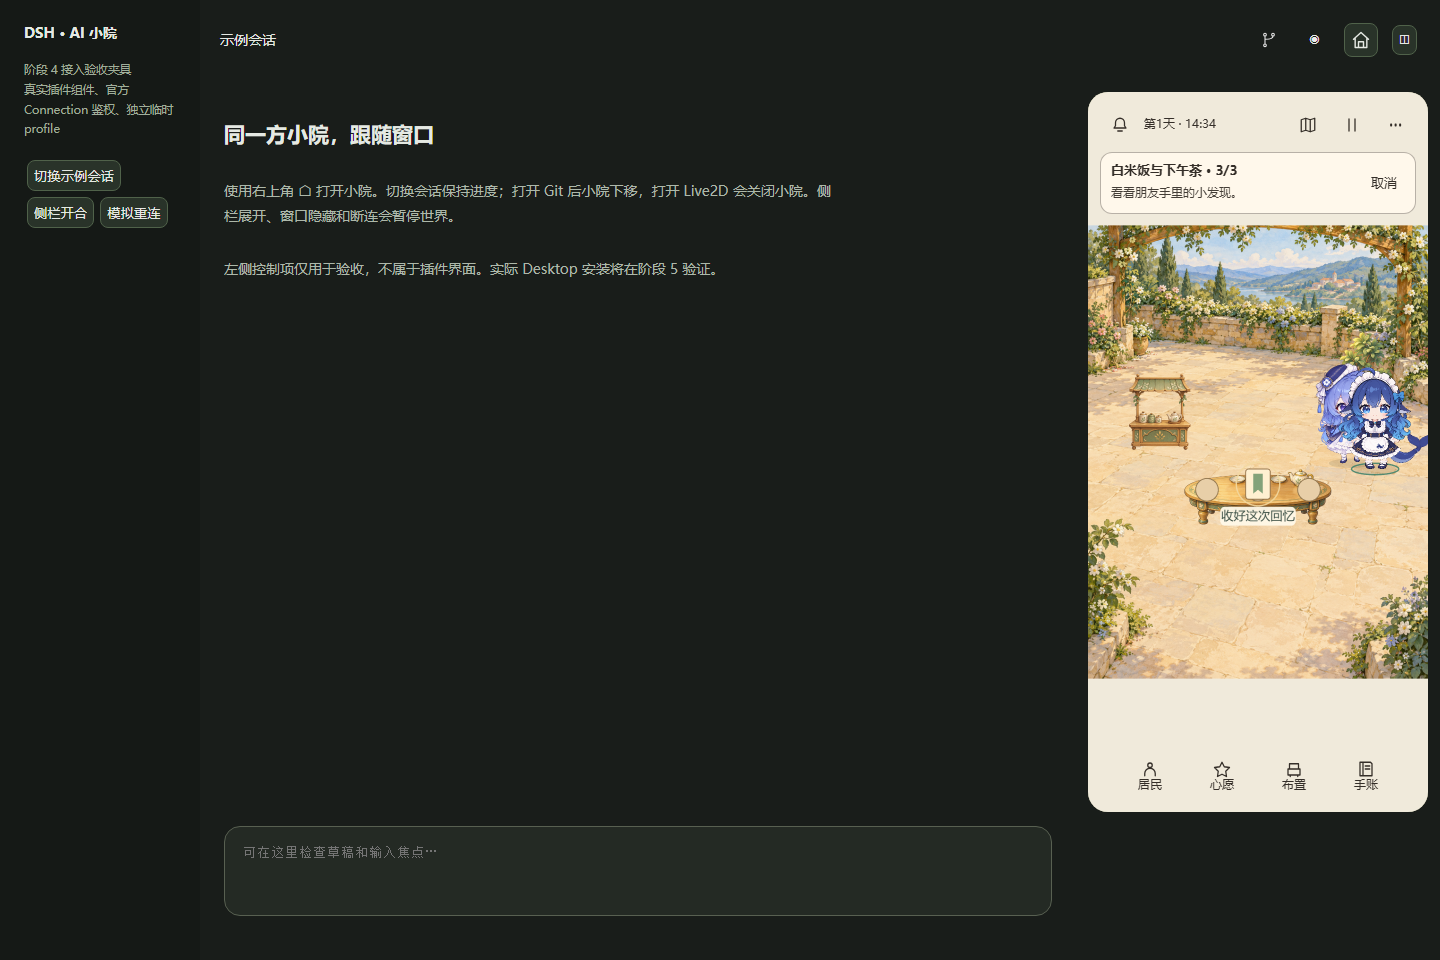 DSH • AI 小院
阶段 4 接入验收夹具
真实插件组件、官方
Connection 鉴权、独立临时
profile
切换示例会话
侧栏开合
模拟重连
示例会话
同一方小院，跟随窗口
使用右上角 ⌂ 打开小院。切换会话保持进度；打开 Git 后小院下移，打开 Live2D 会关闭小院。侧
栏展开、窗口隐藏和断连会暂停世界。
左侧控制项仅用于验收，不属于插件界面。实际 Desktop 安装将在阶段 5 验证。
可在这里检查草稿和输入焦点…
第1天 · 14:34
白米饭与下午茶 • 3/3
看看朋友手里的小发现。
取消
收好这次回忆
居民
心愿
布置
手账